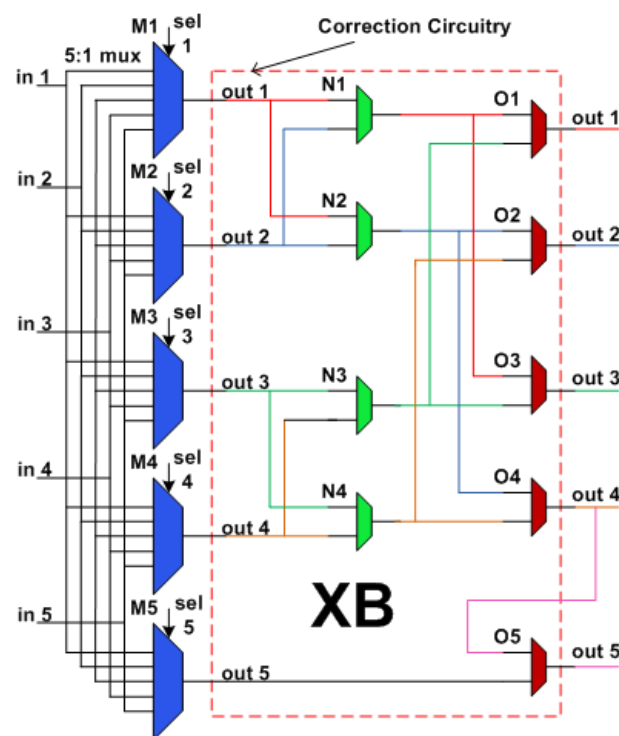 M1 sel 1
Correction Circuitry
5:1 mux
in 1
out 1
N1
O1
out 1
M2 sel 2
in 2
out 2
N2
O2
out 2
M3 sel 3
in 3
out 3
N3
O3
out 3
M4 sel 4
in 4
out 4
N4
O4
out 4
XB
M5 sel 5
in 5
out 5
O5
out 5